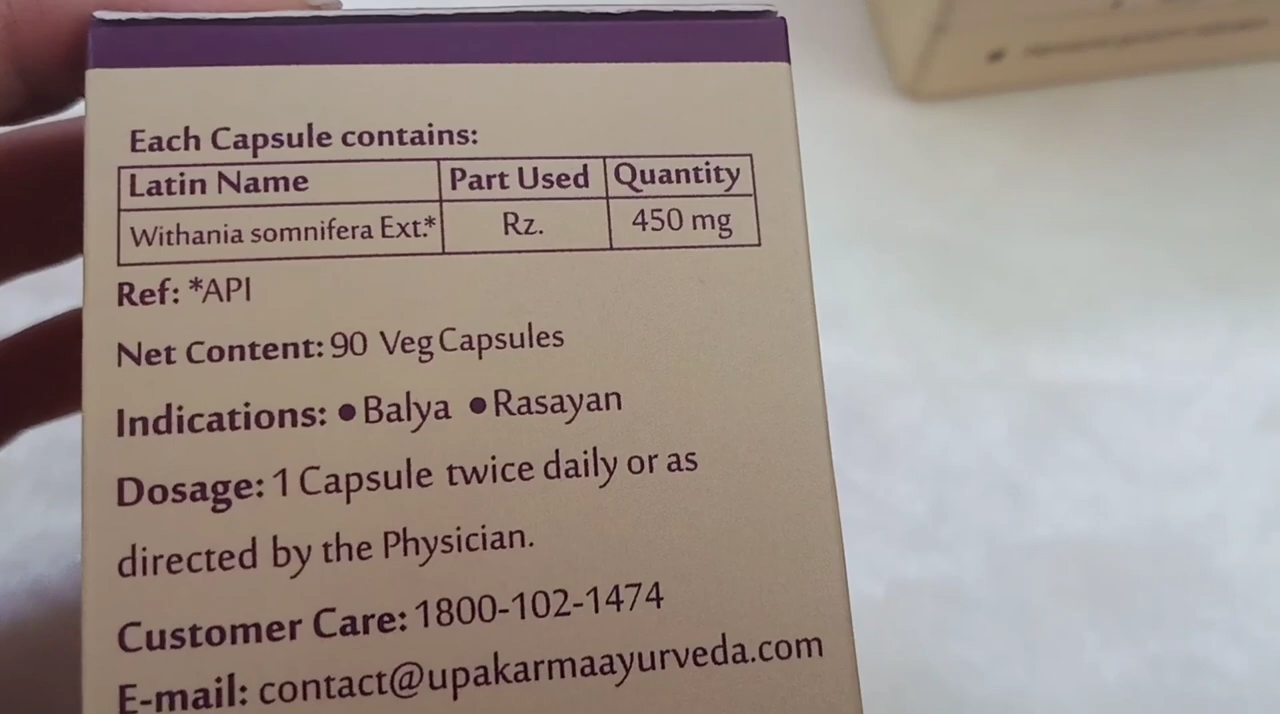 Each Capsule contains:
Latin Name Part Used Quantity
Withania somnifera Ext.* Rz. 450 mg
Ref: *API
Net Content: 90 Veg Capsules
Indications: • Balya • Rasayan
Dosage: 1 Capsule twice daily or as
directed by the Physician.
Customer Care: 1800-102-1474
E-mail: contact@upakarmaayurveda.com